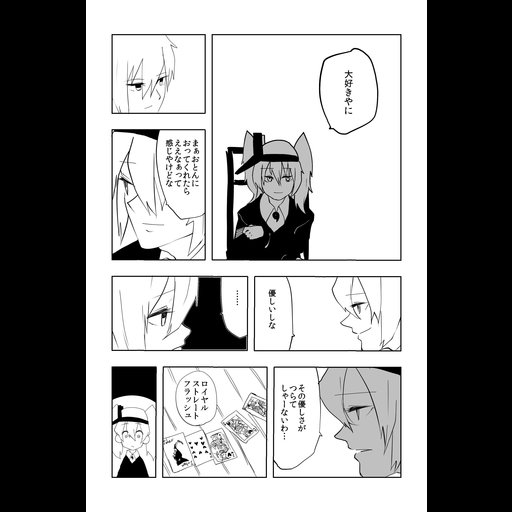 大好きやに
まぁおとんに
おってくれたら
ええなぁって
感じやけどな
優しいしな
……
その優しさが
つらて
しゃーないわ…
ロイヤル
ストレート
フラッシュ